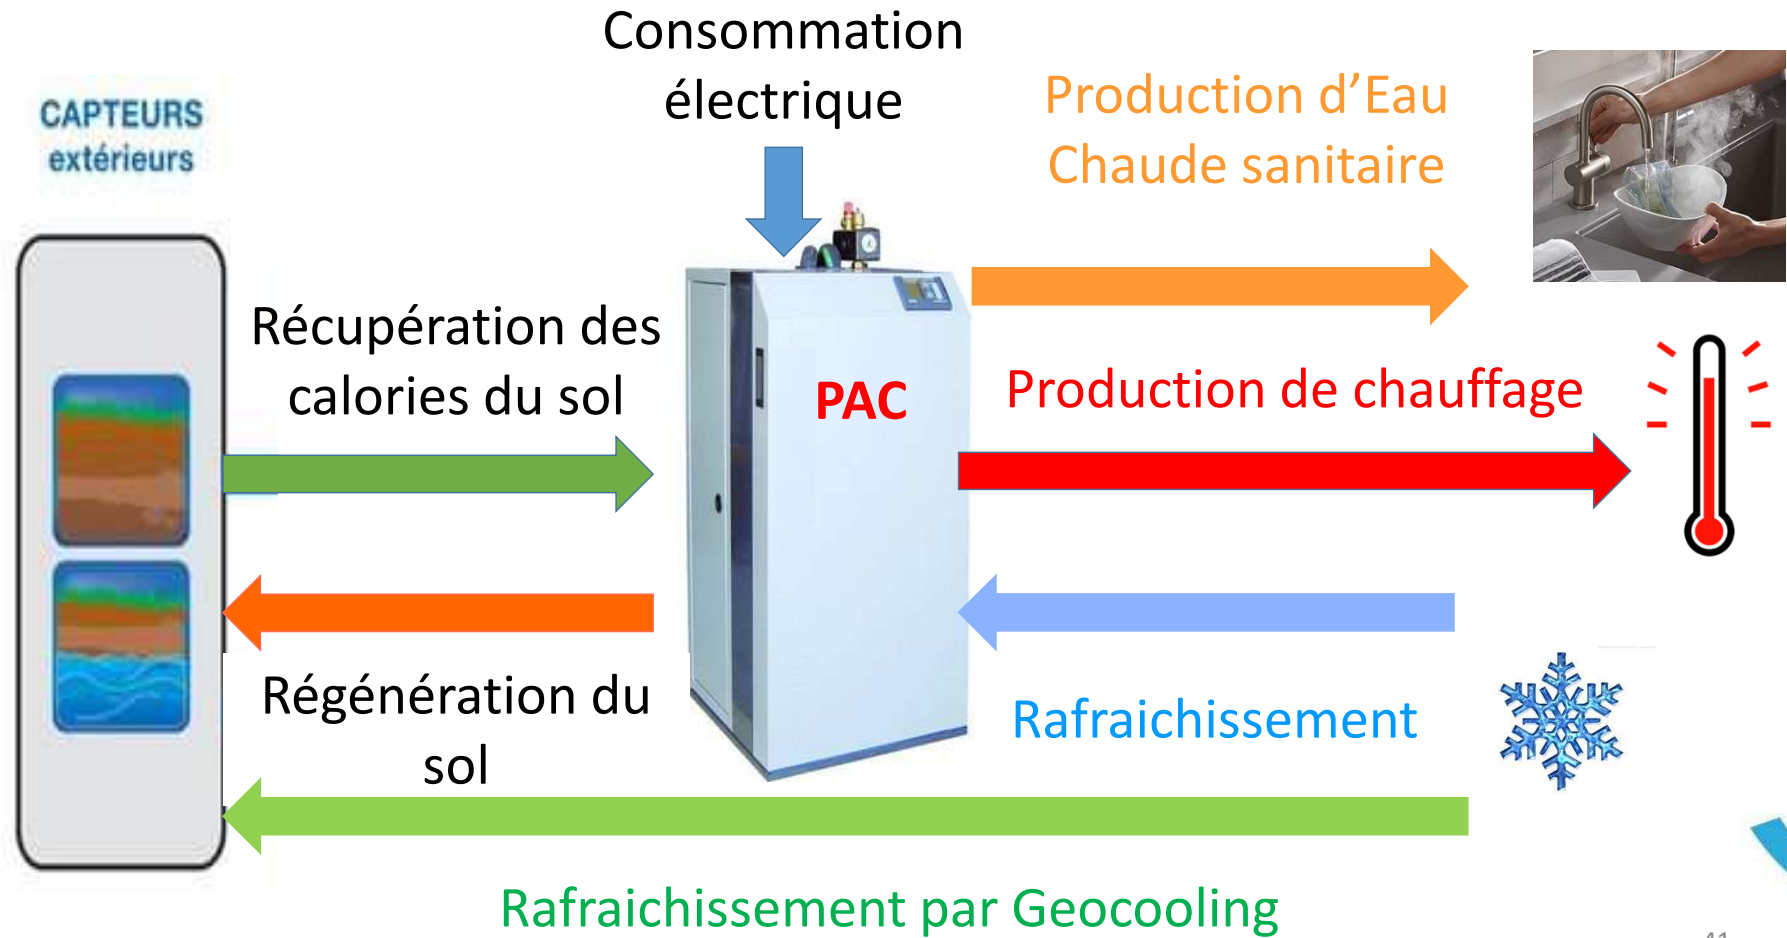 Consommation
électrique
CAPTEURS
extérieurs
Production d’Eau
Chaude sanitaire
Récupération des
calories du sol
PAC
Production de chauffage
Régénération du
sol
Rafraichissement
Rafraichissement par Geocooling
41